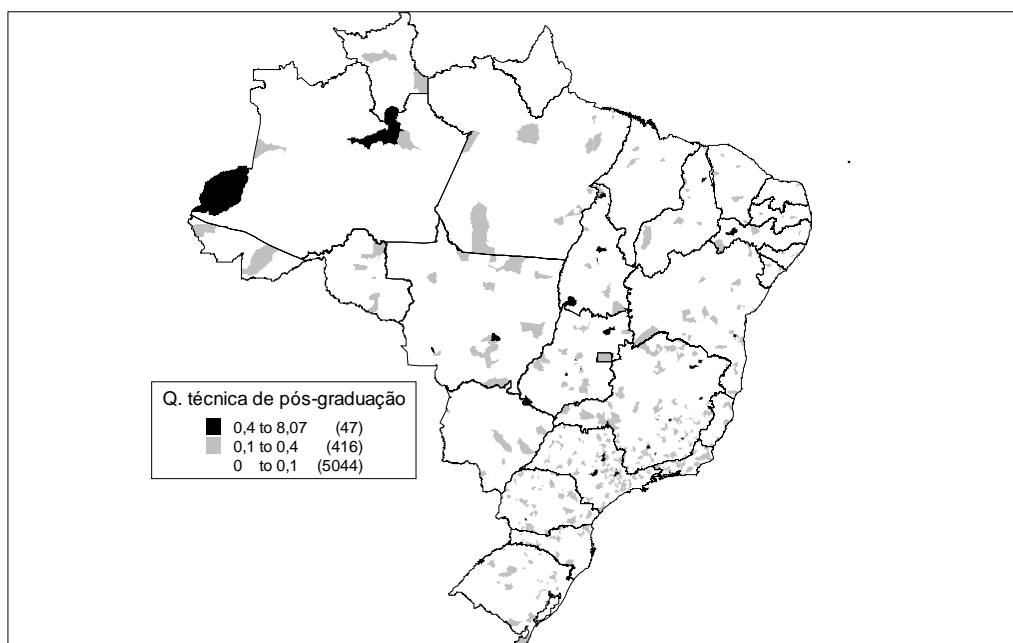 Q. técnica de pós-graduação
0,4 to 8,07 (47)
0,1 to 0,4 (416)
0 to 0,1 (5044)